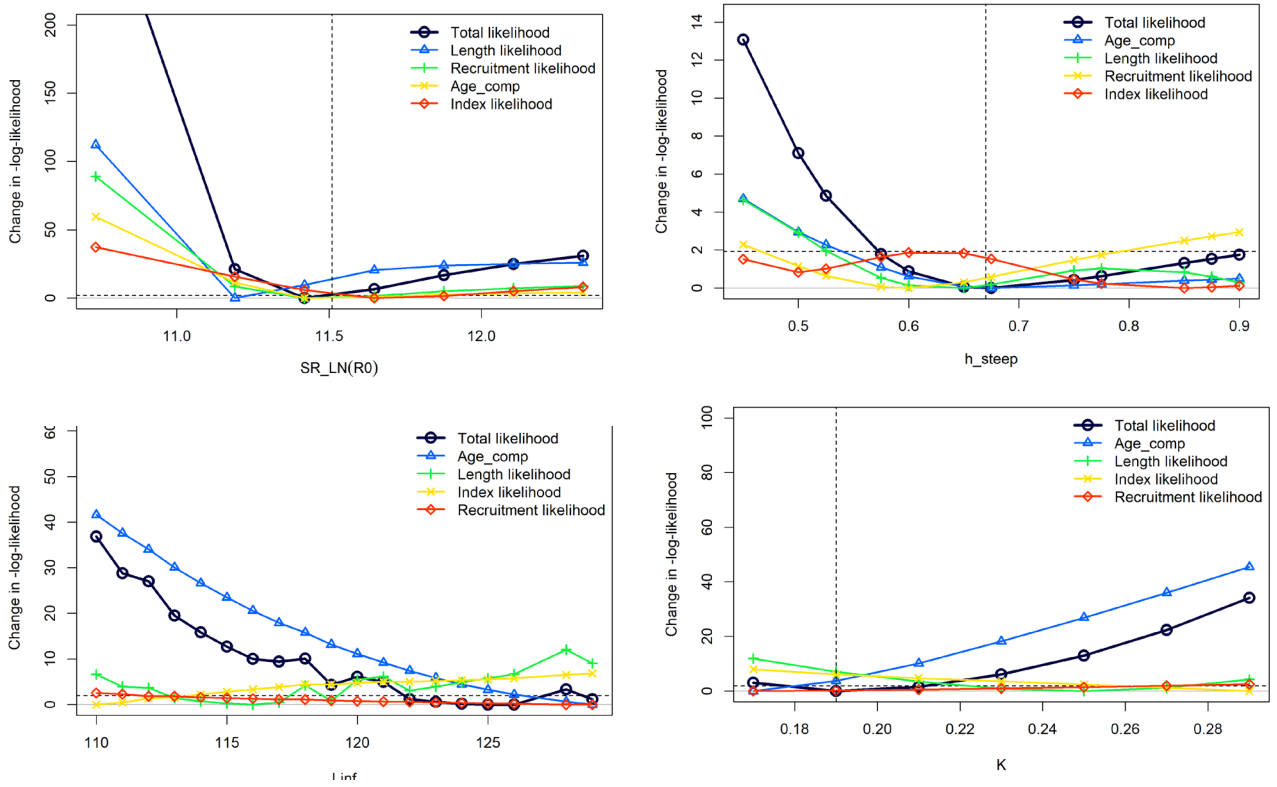 Change in -log-likelihood
200
150
100
50
0
Total likelihood
Length likelihood
Recruitment likelihood
Age_comp
Index likelihood
11.0 11.5 12.0
SR_LN(R0)
Change in -log-likelihood
14
12
10
8
6
4
2
0
Total likelihood
Age_comp
Length likelihood
Recruitment likelihood
Index likelihood
0.5 0.6 0.7 0.8 0.9
h_steep
Change in -log-likelihood
50
40
30
20
10
0
Total likelihood
Age_comp
Length likelihood
Index likelihood
Recruitment likelihood
110 115 120 125
Linf
Change in -log-likelihood
100
80
60
40
20
0
Total likelihood
Age_comp
Length likelihood
Index likelihood
Recruitment likelihood
0.18 0.20 0.22 0.24 0.26 0.28
K